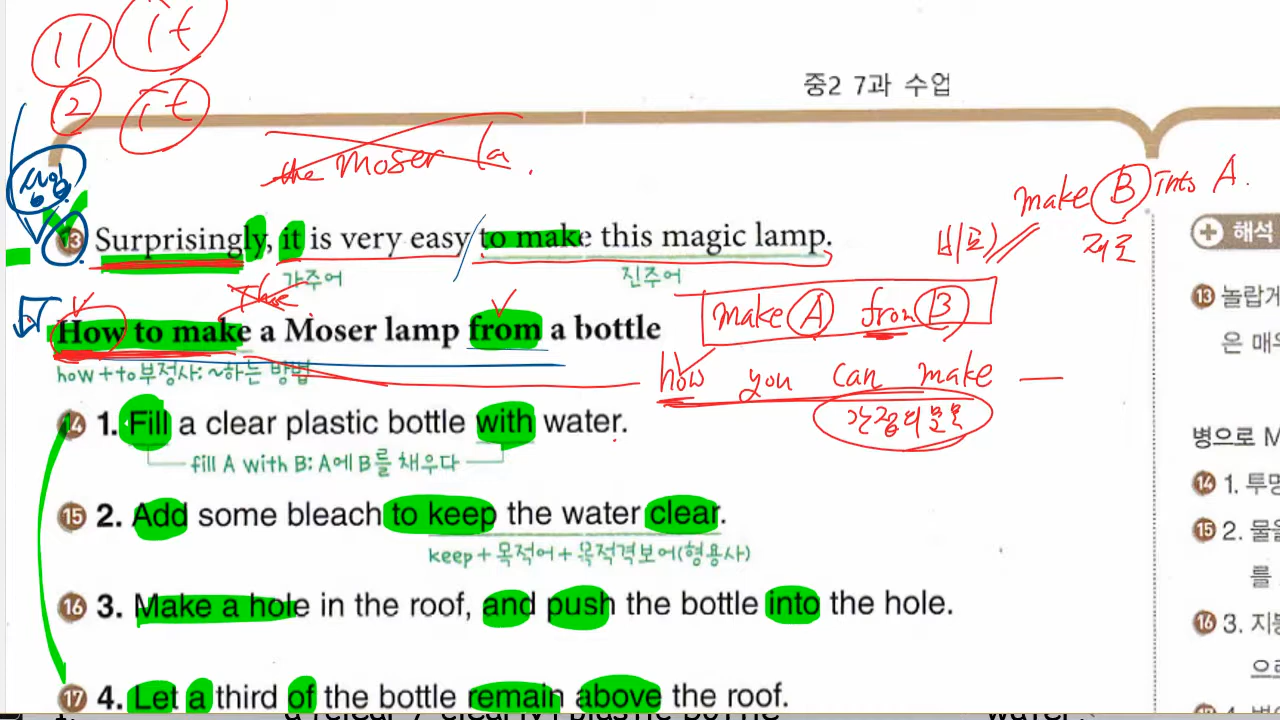 11 it
2 it
중2 7과 수업
the Moser la
make B into A.
삽입
비교) 재료
13 Surprisingly, it is very easy to make this magic lamp.
가주어 진주어
해석
The
make A from B
13 놀랍게
은 매우
How to make a Moser lamp from a bottle
how+to부정사: ~하는 방법
how you can make
간접의문문
14 1. Fill a clear plastic bottle with water.
fill A with B: A에 B를 채우다
병으로 M
14 1. 투명
15 2. Add some bleach to keep the water clear.
keep+목적어+목적격보어(형용사)
15 2. 물을
를
16 3. Make a hole in the roof, and push the bottle into the hole.
16 3. 지붕
으로
17 4. Let a third of the bottle remain above the roof.